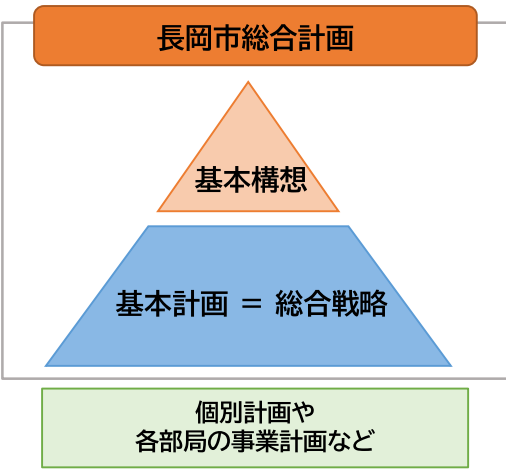 長岡市総合計画
基本構想
基本計画 = 総合戦略
個別計画や
各部局の事業計画など